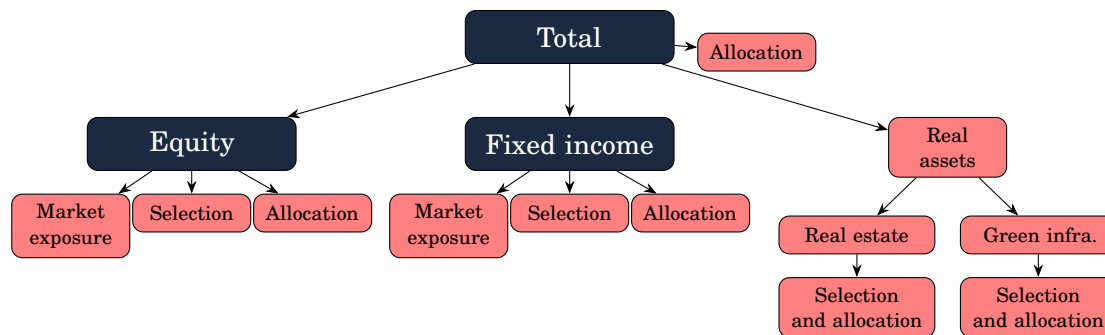 Total
Allocation
Equity
Fixed income
Real
assets
Market
exposure
Selection
Allocation
Market
exposure
Selection
Allocation
Real estate
Green infra.
Selection
and allocation
Selection
and allocation